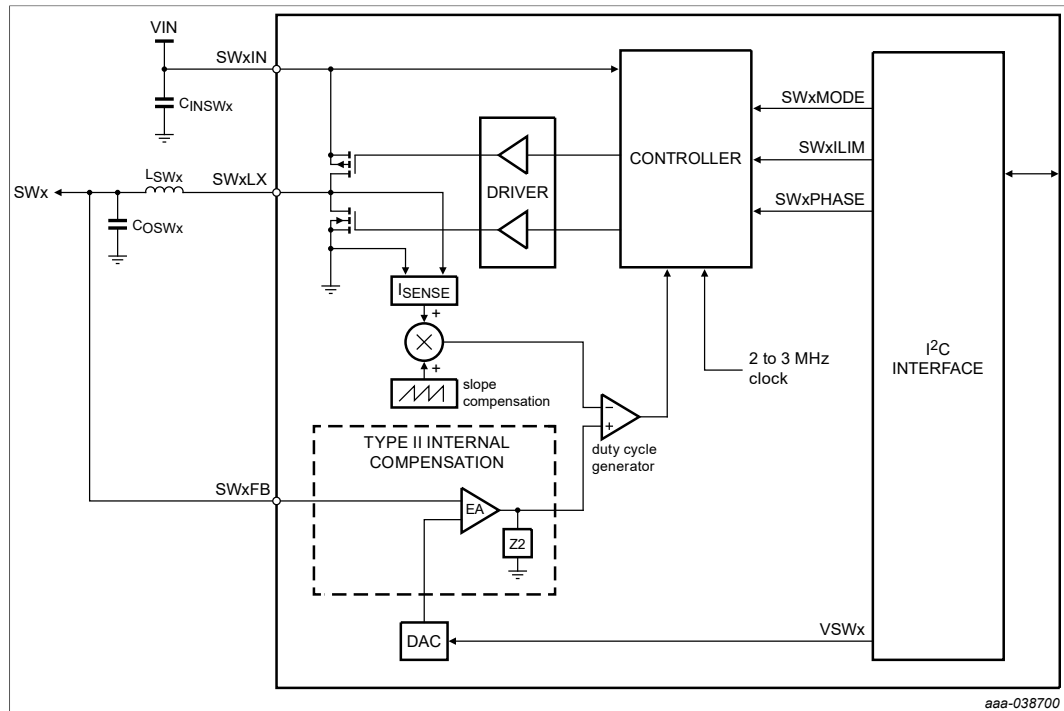 VIN
SWxIN
CINSWx
SWxMODE
CONTROLLER
SWxILIM
DRIVER
LSWx
SWxLX
SWx
SWxPHASE
COSWx
ISENSE
+
+
slope
compensation
2 to 3 MHz
clock
I2C
INTERFACE
−
+
duty cycle
generator
TYPE II INTERNAL
COMPENSATION
SWxFB
EA
Z2
DAC
VSWx
aaa-038700